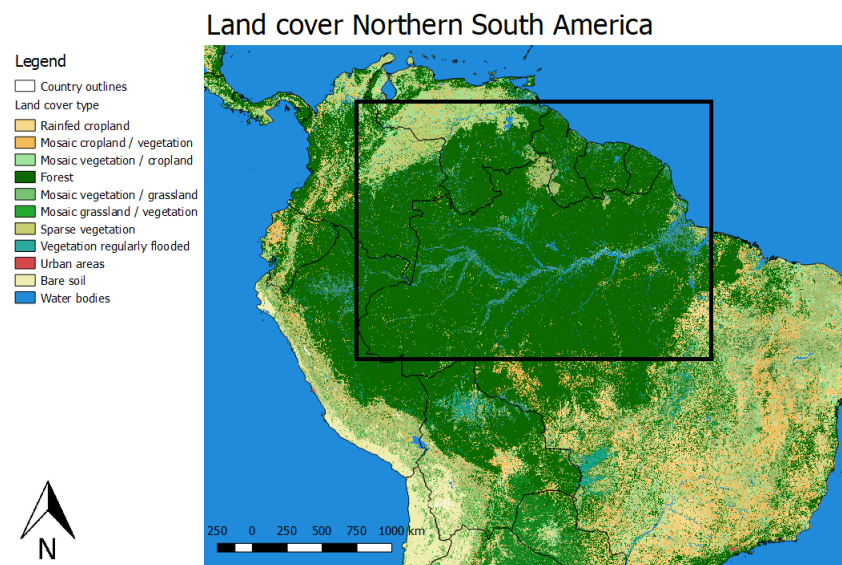 Land cover Northern South America
Legend
Country outlines
Land cover type
Rainfed cropland
Mosaic cropland / vegetation
Mosaic vegetation / cropland
Forest
Mosaic vegetation / grassland
Mosaic grassland / vegetation
Sparse vegetation
Vegetation regularly flooded
Urban areas
Bare soil
Water bodies
250 0 250 500 750 1000 km
N